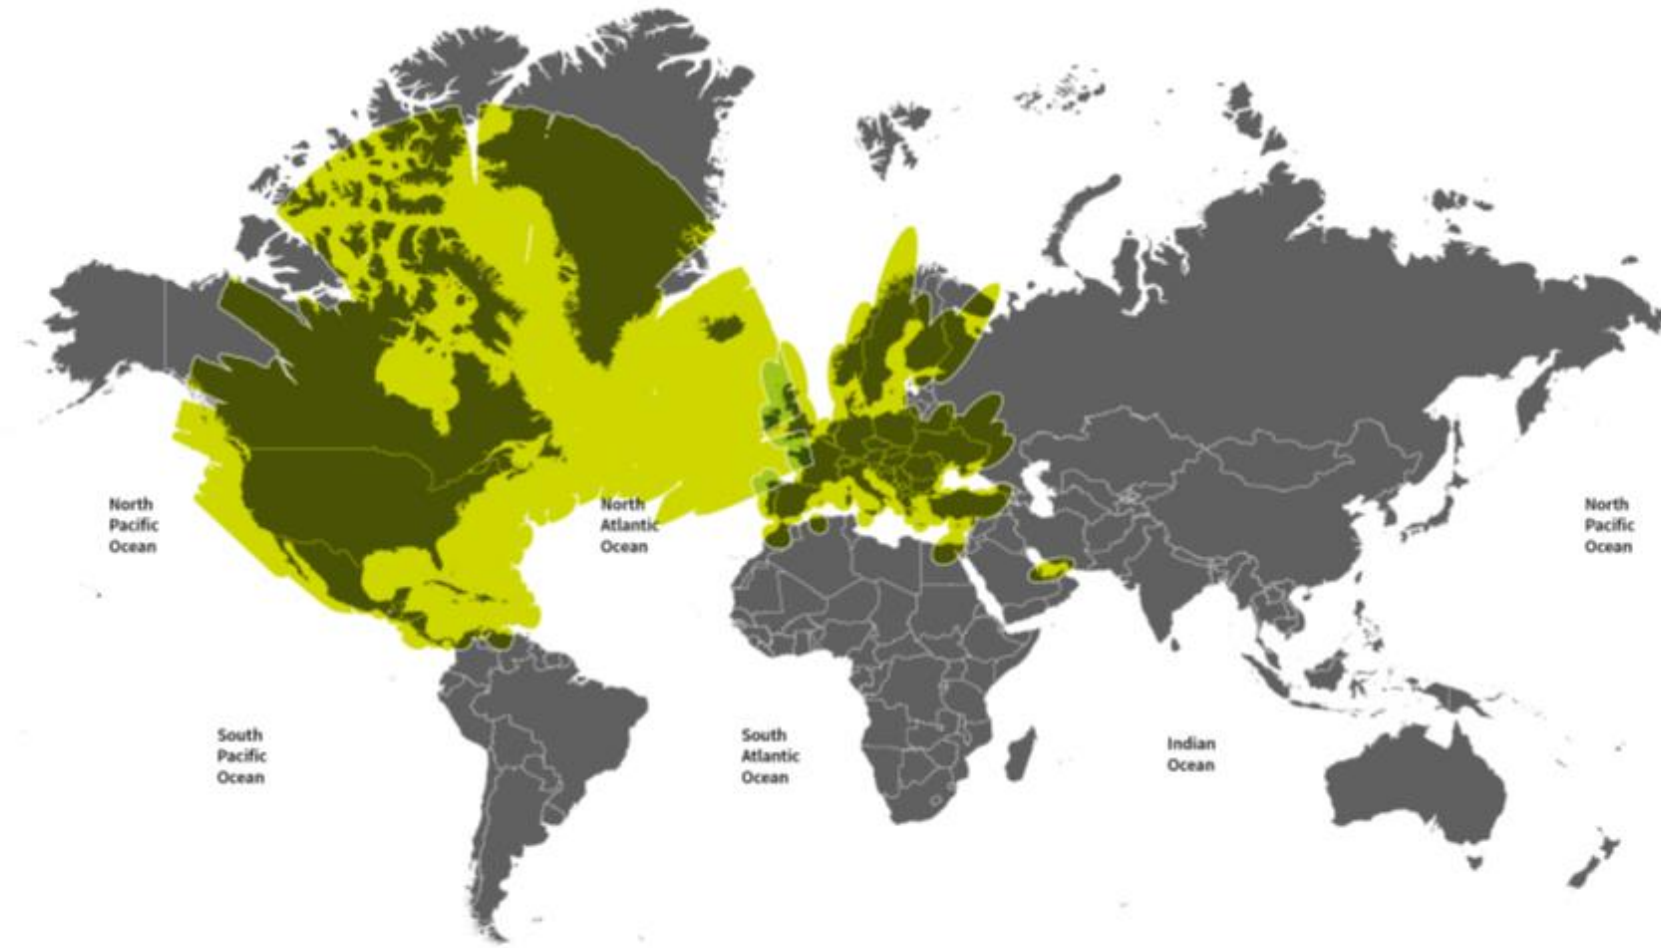 North
Pacific
Ocean
North
Atlantic
Ocean
North
Pacific
Ocean
South
Pacific
Ocean
South
Atlantic
Ocean
Indian
Ocean